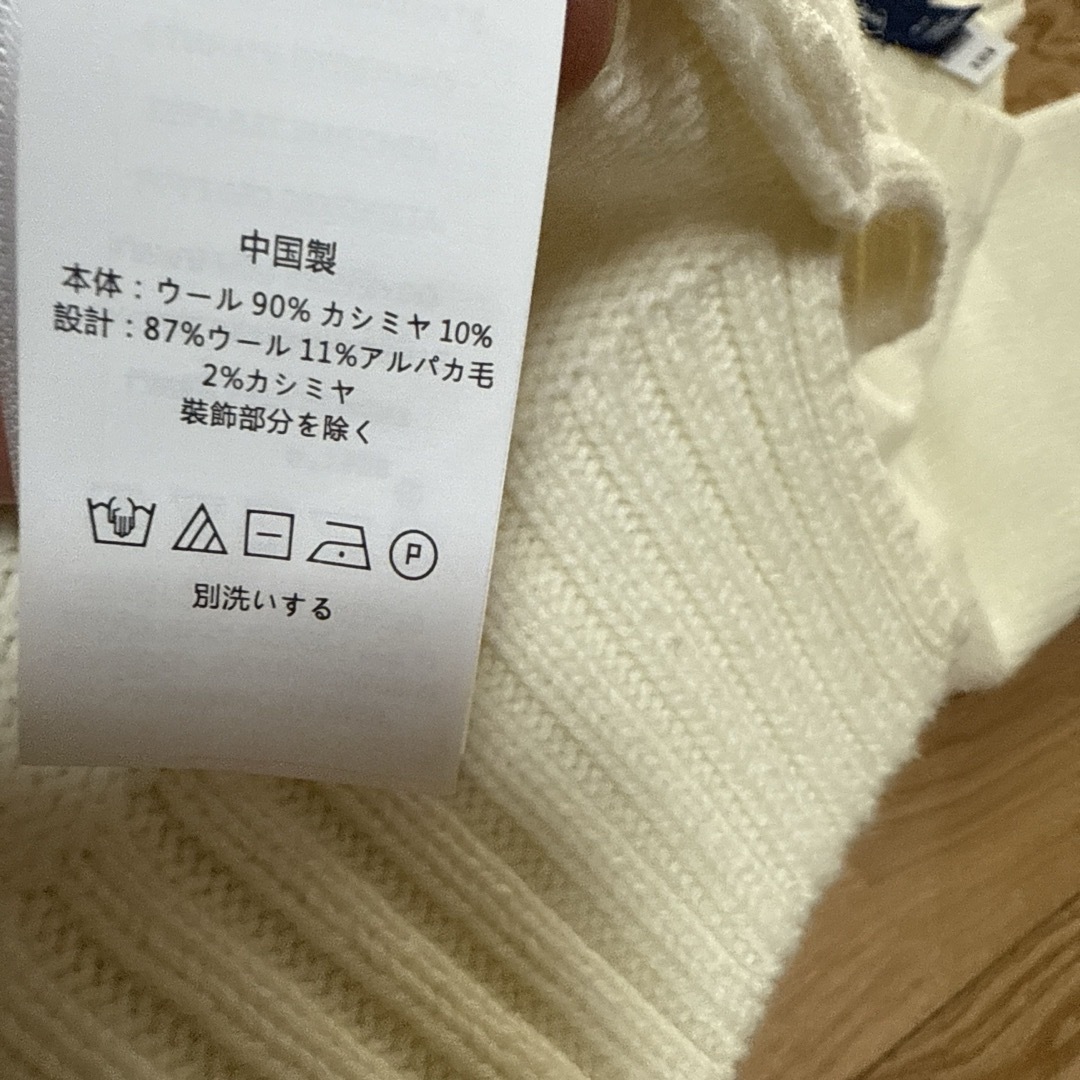 中国製
本体：ウール 90% カシミヤ 10%
設計：87%ウール 11%アルパカ毛
2%カシミヤ
装飾部分を除く
P
別洗いする